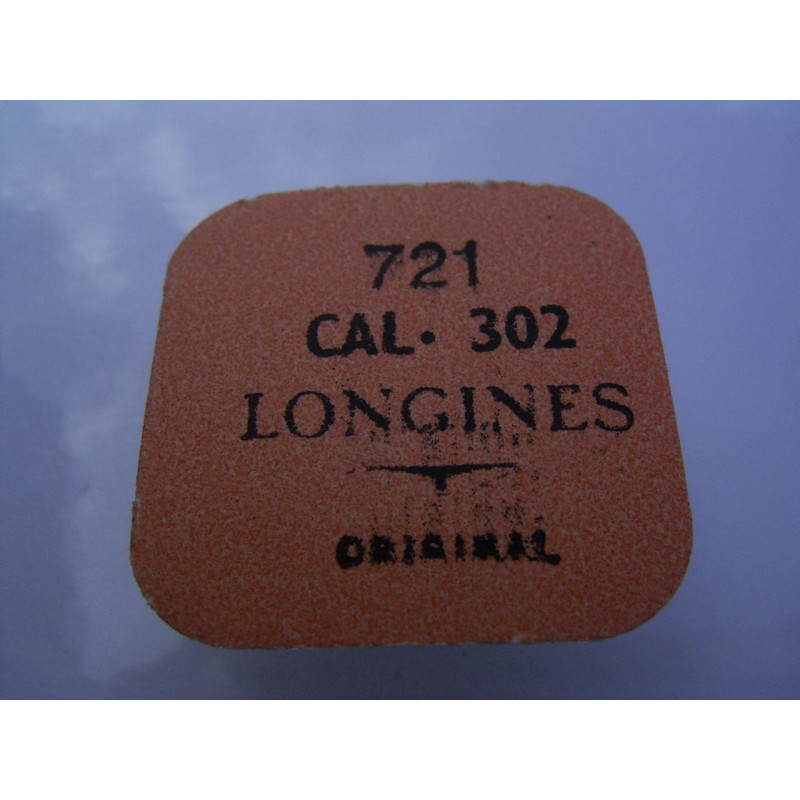 721
CAL. 302
LONGINES
ORIGINAL